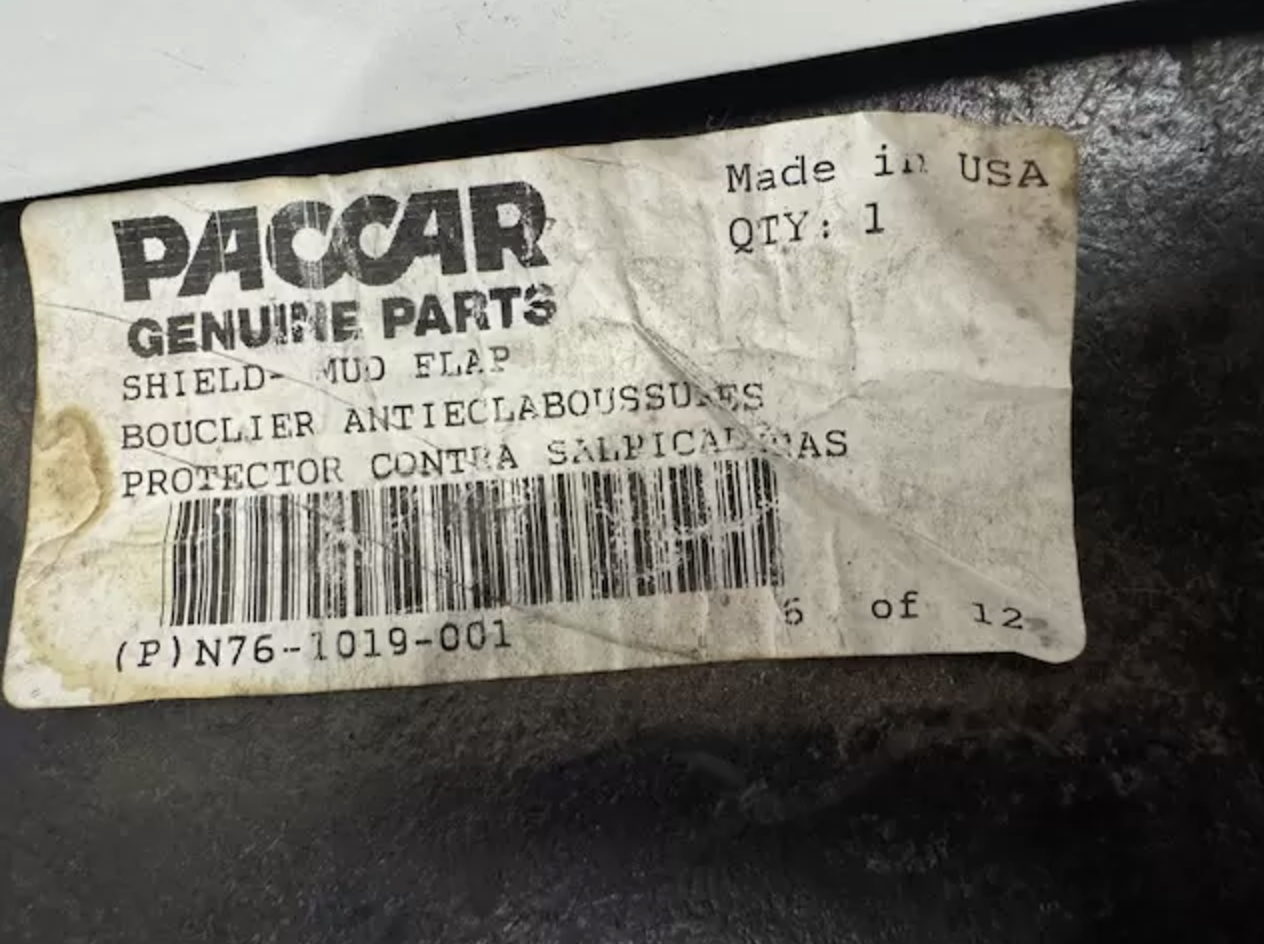 PACCAR
GENUINE PARTS
Made in USA
QTY: 1
SHIELD- MUD FLAP
BOUCLIER ANTIECLABOUSSURES
PROTECTOR CONTRA SALPICADURAS
(P)N76-1019-001
6 of 12